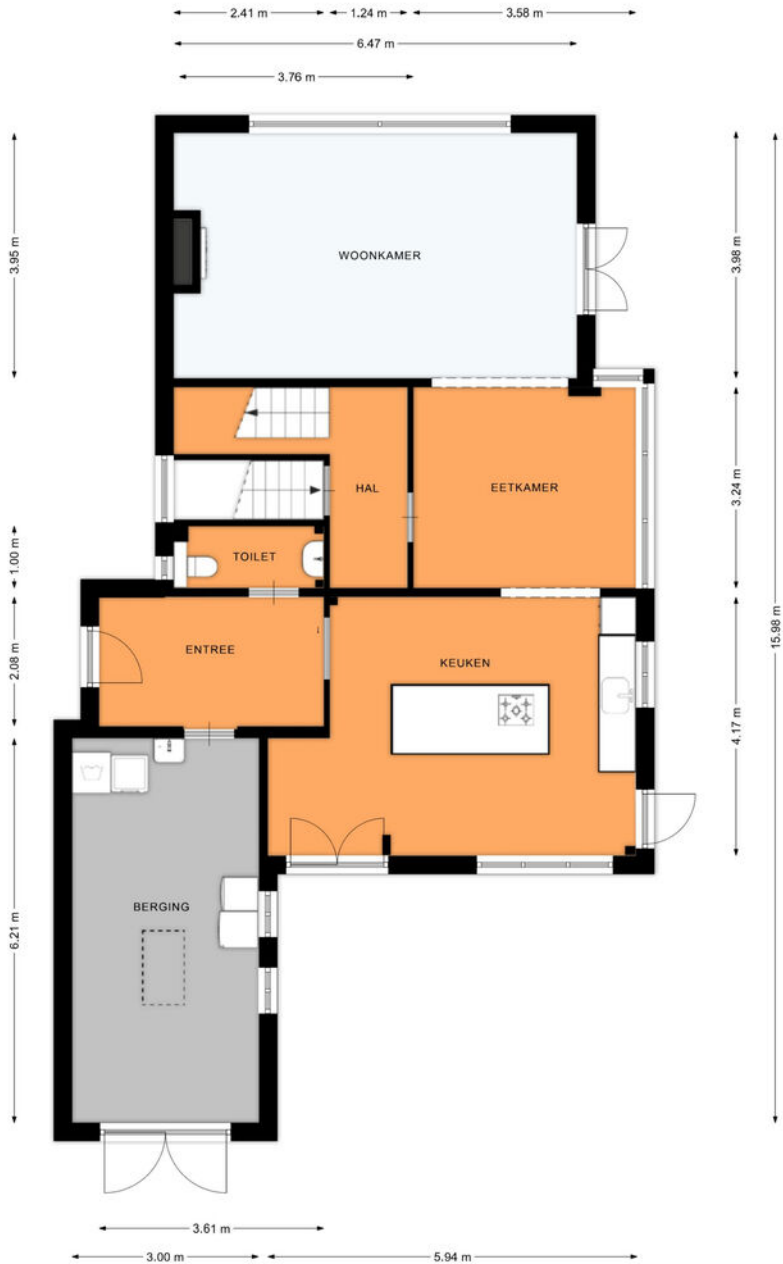 2.41 m 1.24 m 3.58 m
6.47 m
3.76 m
3.95 m
WOONKAMER
3.98 m
HAL
EETKAMER
3.24 m
1.00 m
TOILET
15.98 m
2.08 m
ENTREE
KEUKEN
4.17 m
BERGING
6.21 m
3.61 m
3.00 m 5.94 m